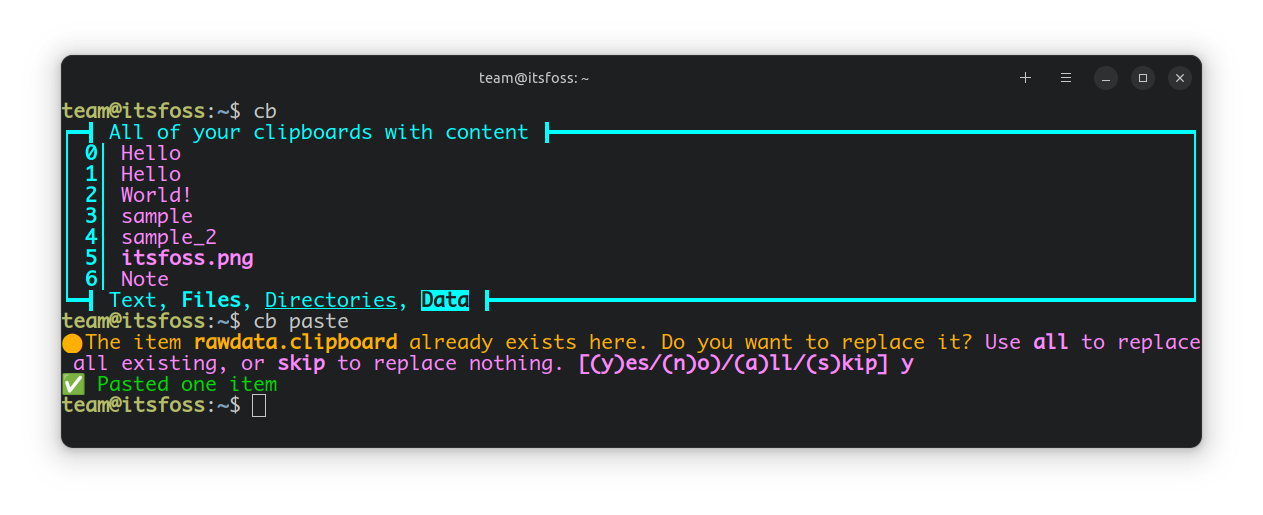 team@itsfoss: ~
team@itsfoss:~$ cb
All of your clipboards with content
0 Hello
1 Hello
2 World!
3 sample
4 sample_2
5 itsfoss.png
6 Note
Text, Files, Directories, Data
team@itsfoss:~$ cb paste
The item rawdata.clipboard already exists here. Do you want to replace it? Use all to replace
all existing, or skip to replace nothing. [(y)es/(n)o)/(a)ll/(s)kip] y
✅ Pasted one item
team@itsfoss:~$